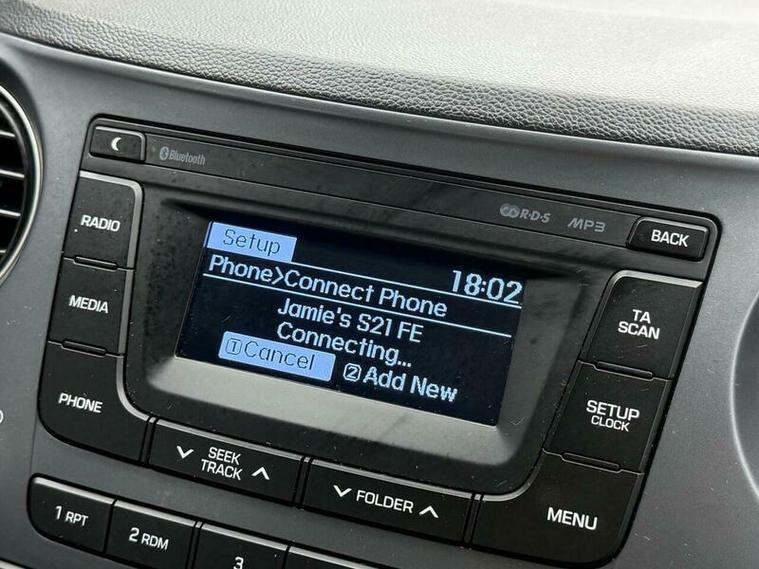 Bluetooth
R·D·S
MP3
BACK
RADIO
MEDIA
PHONE
Setup
18:02
Phone>Connect Phone
Jamie's S21 FE
Connecting...
1Cancel
2Add New
TA
SCAN
SETUP
CLOCK
MENU
SEEK
TRACK
FOLDER
1 RPT
2 RDM
3